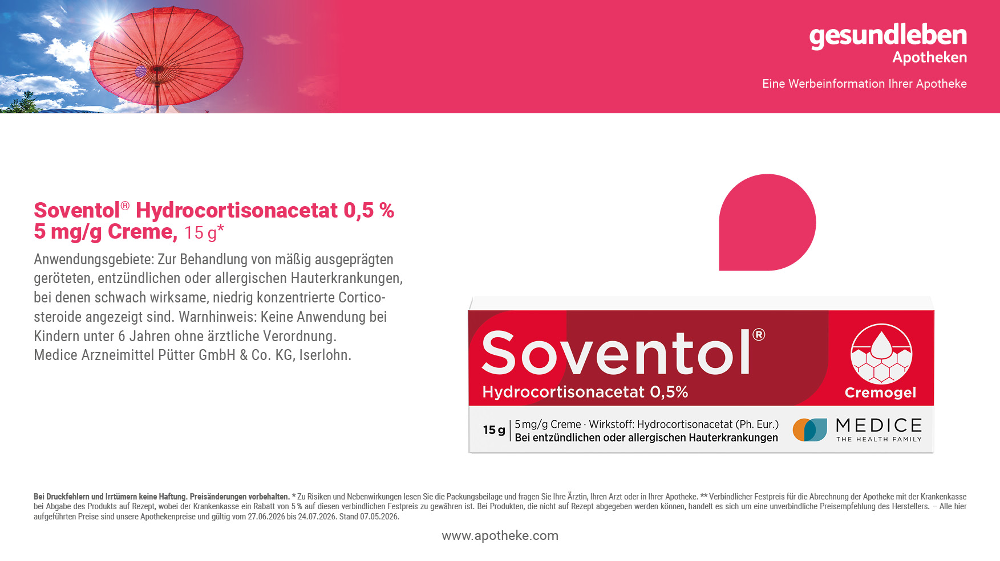 gesundleben
Apotheken
Eine Werbeinformation Ihrer Apotheke
Soventol® Hydrocortisonacetat 0,5 %
5 mg/g Creme, 15 g*
Anwendungsgebiete: Zur Behandlung von mäßig ausgeprägten
geröteten, entzündlichen oder allergischen Hauterkrankungen,
bei denen schwach wirksame, niedrig konzentrierte Cortico-
steroide angezeigt sind. Warnhinweis: Keine Anwendung bei
Kindern unter 6 Jahren ohne ärztliche Verordnung.
Medice Arzneimittel Pütter GmbH & Co. KG, Iserlohn.
Soventol®
Hydrocortisonacetat 0,5%
Cremogel
15 g
5 mg/g Creme · Wirkstoff: Hydrocortisonacetat (Ph. Eur.)
Bei entzündlichen oder allergischen Hauterkrankungen
MEDICE
THE HEALTH FAMILY
Bei Druckfehlern und Irrtümern keine Haftung. Preisänderungen vorbehalten. * Zu Risiken und Nebenwirkungen lesen Sie die Packungsbeilage und fragen Sie Ihre Ärztin, Ihren Arzt oder in Ihrer Apotheke. ** Verbindlicher Festpreis für die Abrechnung der Apotheke mit der Krankenkasse
bei Abgabe des Produkts auf Rezept, wobei der Krankenkasse ein Rabatt von 5 % auf diesen verbindlichen Festpreis zu gewähren ist. Bei Produkten, die nicht auf Rezept abgegeben werden können, handelt es sich um eine unverbindliche Preisempfehlung des Herstellers. – Alle hier
aufgeführten Preise sind unsere Apothekenpreise und gültig vom 27.06.2026 bis 24.07.2026. Stand 07.05.2026.
www.apotheke.com